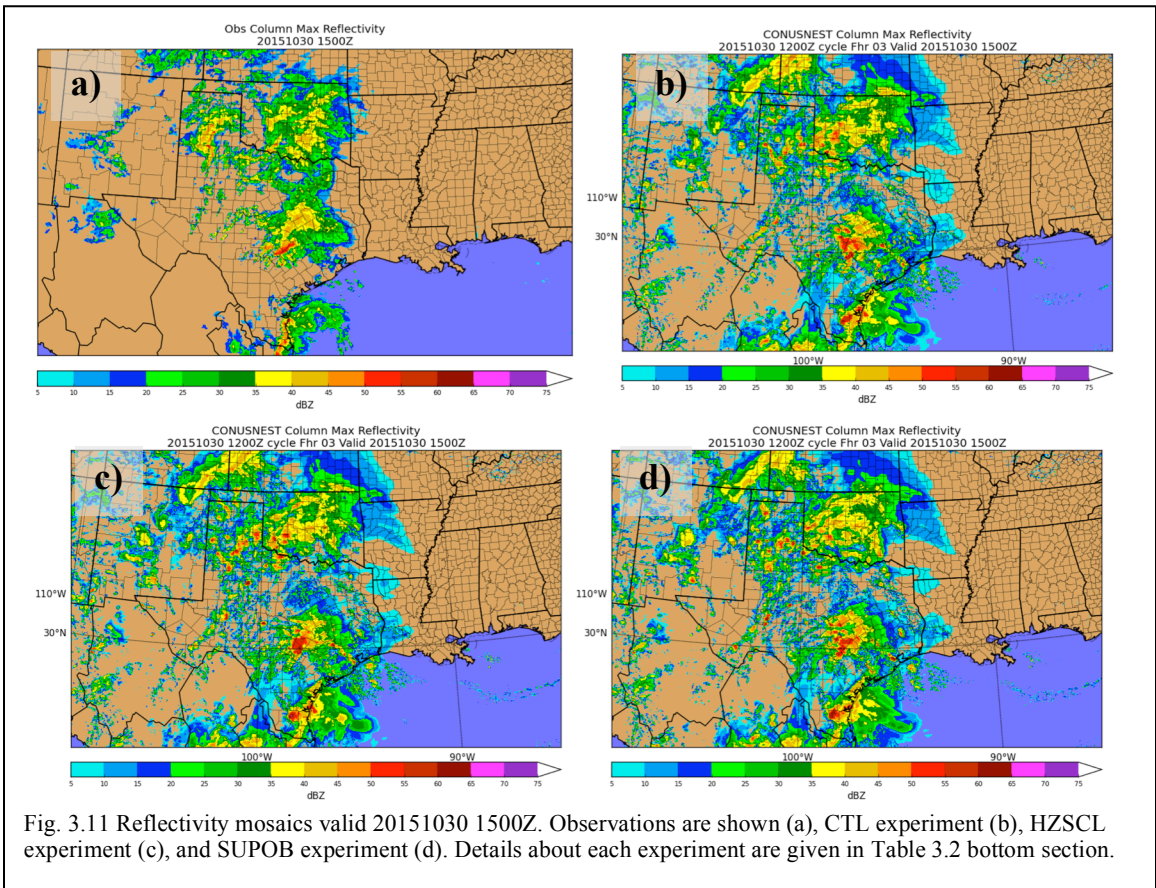 Obs Column Max Reflectivity
20151030 1500Z
a)
5 10 15 20 25 30 35 40 45 50 55 60 65 70 75
dBZ
CONUSNEST Column Max Reflectivity
20151030 1200Z cycle Fhr 03 Valid 20151030 1500Z
b)
110°W
30°N
100°W 90°W
5 10 15 20 25 30 35 40 45 50 55 60 65 70 75
dBZ
CONUSNEST Column Max Reflectivity
20151030 1200Z cycle Fhr 03 Valid 20151030 1500Z
c)
110°W
30°N
100°W 90°W
5 10 15 20 25 30 35 40 45 50 55 60 65 70 75
dBZ
CONUSNEST Column Max Reflectivity
20151030 1200Z cycle Fhr 03 Valid 20151030 1500Z
d)
110°W
30°N
100°W 90°W
5 10 15 20 25 30 35 40 45 50 55 60 65 70 75
dBZ
Fig. 3.11 Reflectivity mosaics valid 20151030 1500Z. Observations are shown (a), CTL experiment (b), HZSCL
experiment (c), and SUPOB experiment (d). Details about each experiment are given in Table 3.2 bottom section.